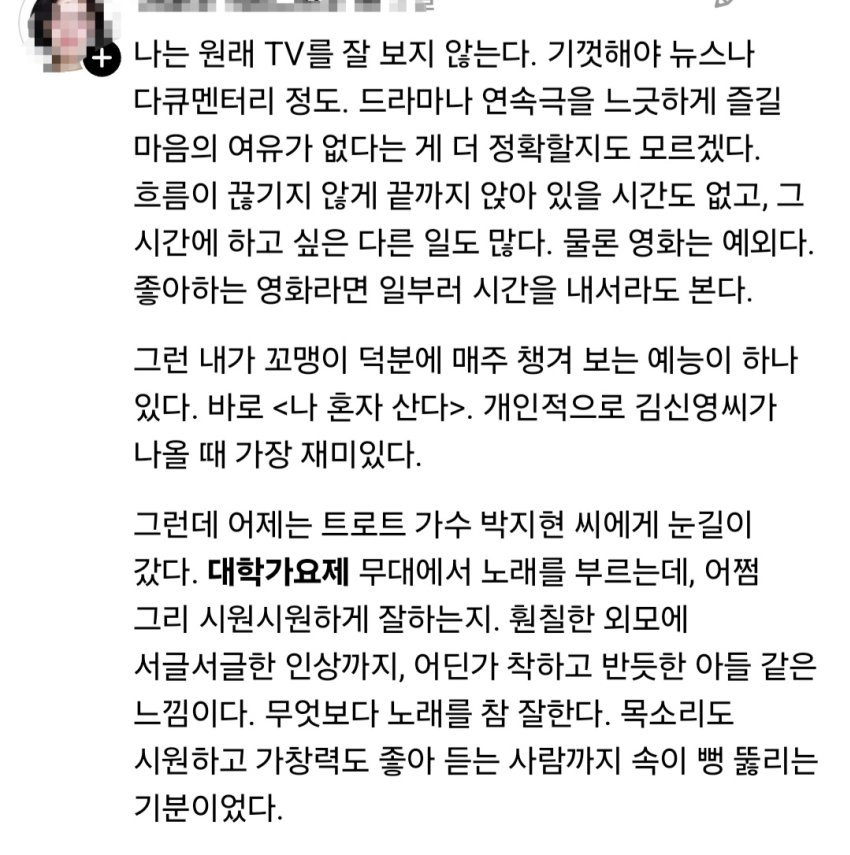 나는 원래 TV를 잘 보지 않는다. 기껏해야 뉴스나
다큐멘터리 정도. 드라마나 연속극을 느긋하게 즐길
마음의 여유가 없다는 게 더 정확할지도 모르겠다.
흐름이 끊기지 않게 끝까지 앉아 있을 시간도 없고, 그
시간에 하고 싶은 다른 일도 많다. 물론 영화는 예외다.
좋아하는 영화라면 일부러 시간을 내서라도 본다.
그런 내가 꼬맹이 덕분에 매주 챙겨 보는 예능이 하나
있다. 바로 <나 혼자 산다>. 개인적으로 김신영씨가
나올 때 가장 재미있다.
그런데 어제는 트로트 가수 박지현 씨에게 눈길이
갔다. 대학가요제 무대에서 노래를 부르는데, 어쩜
그리 시원시원하게 잘하는지. 훤칠한 외모에
서글서글한 인상까지, 어딘가 착하고 반듯한 아들 같은
느낌이다. 무엇보다 노래를 참 잘한다. 목소리도
시원하고 가창력도 좋아 듣는 사람까지 속이 뻥 뚫리는
기분이었다.